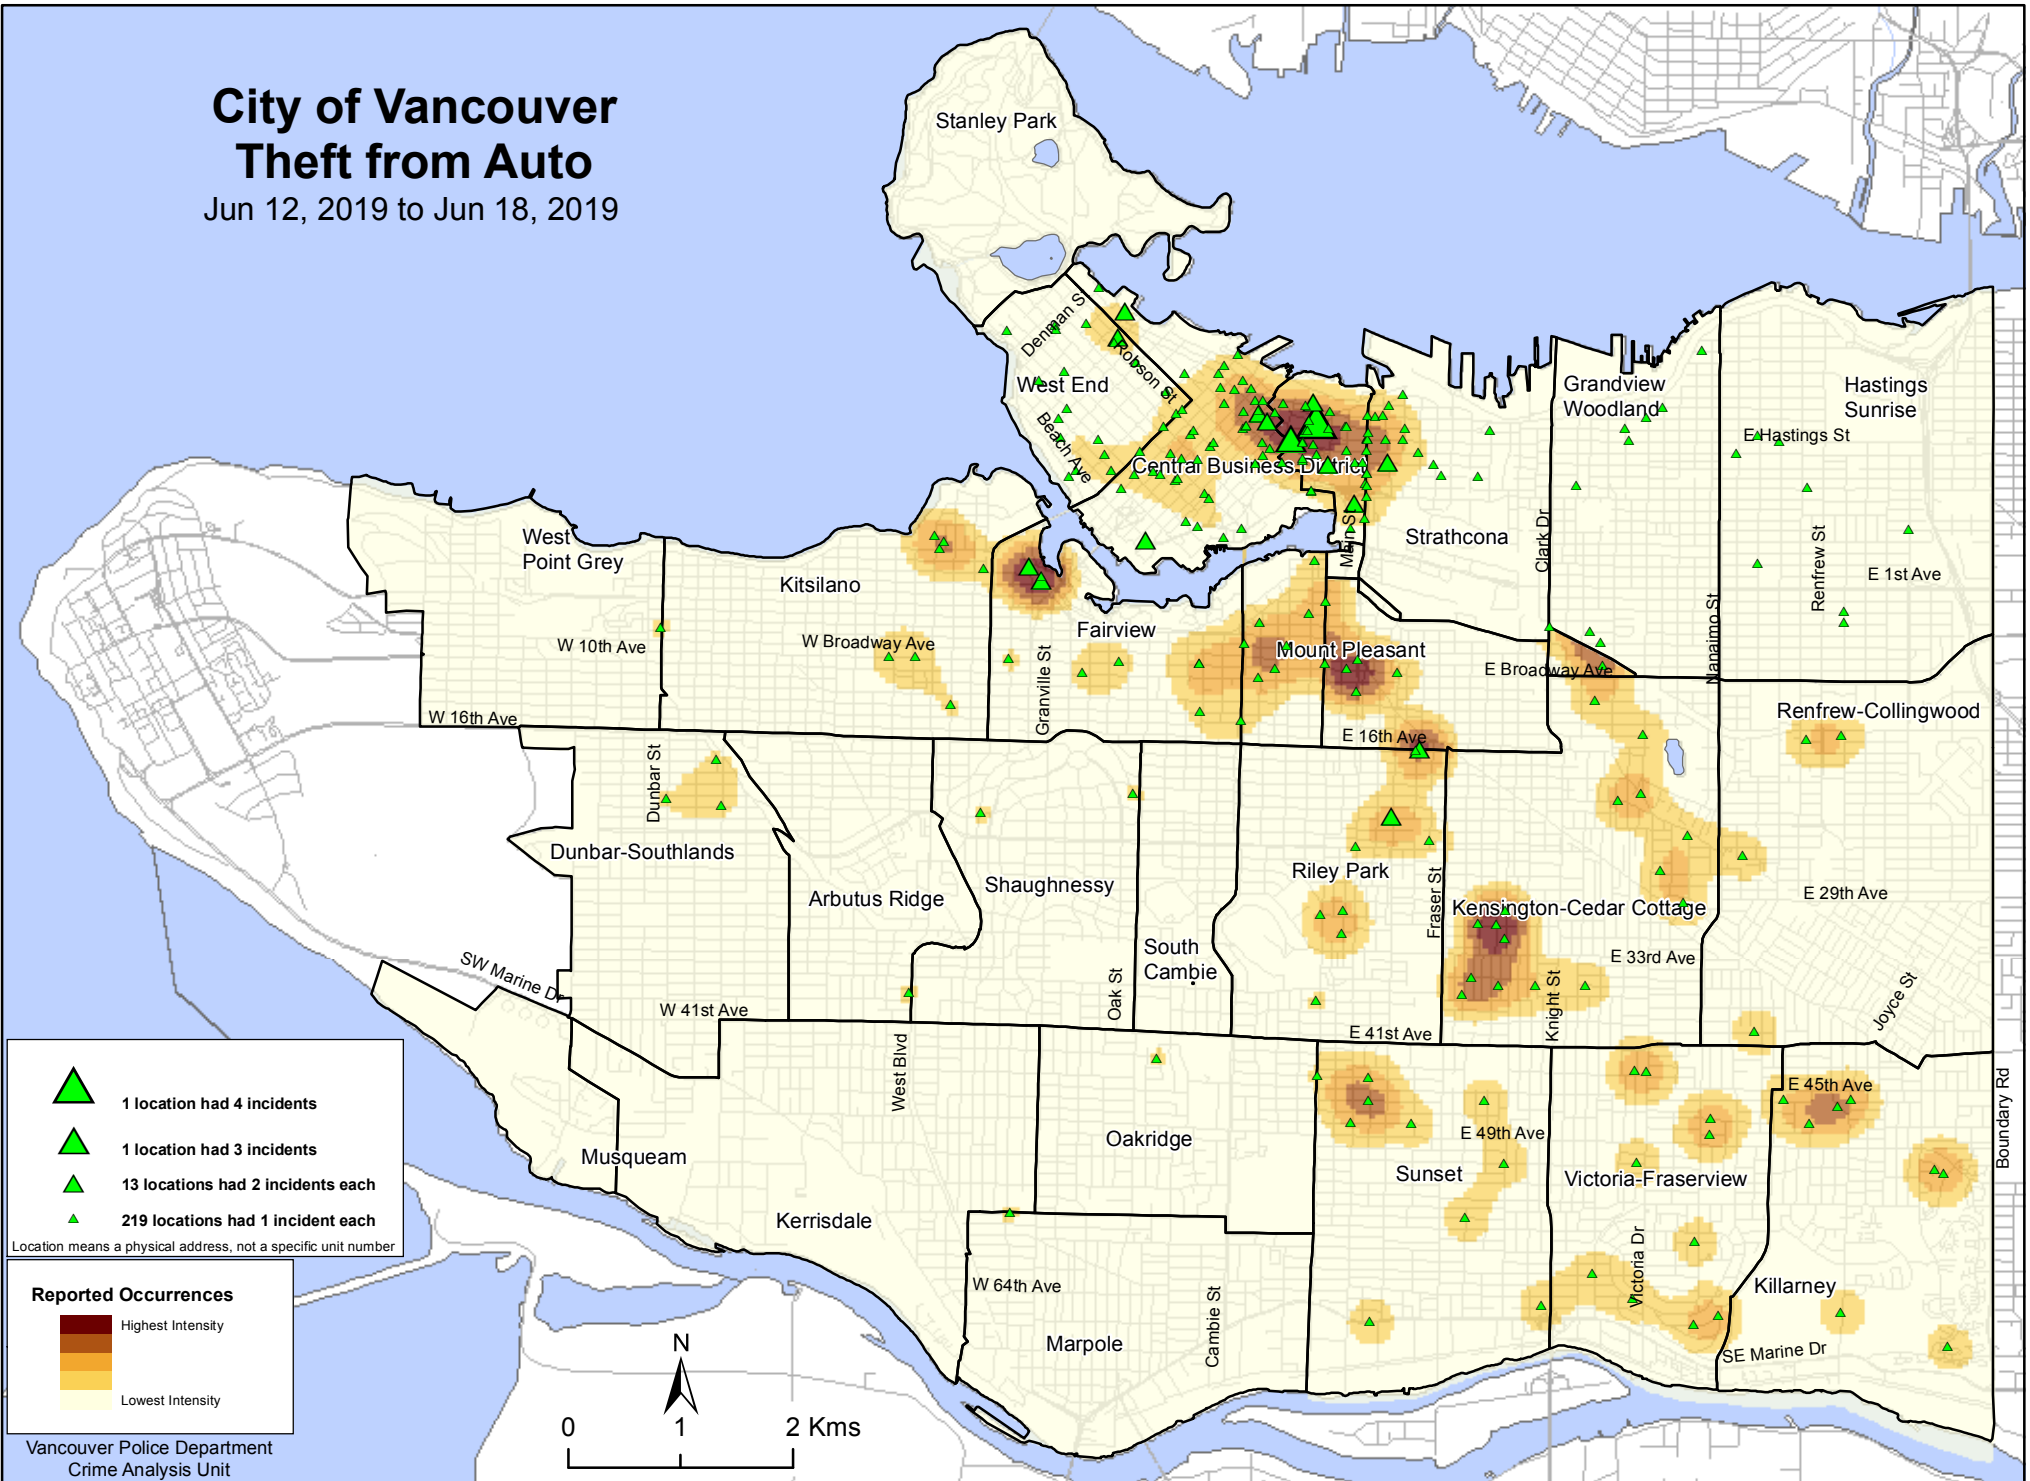 City of Vancouver
Theft from Auto
Jun 12, 2019 to Jun 18, 2019
Stanley Park
Denman S
Robson St
West End
Beach Ave
Central Business District
Grandview
Woodland
Hastings
Sunrise
E Hastings St
Main S
Strathcona
Clark Dr
Nanaimo St
Renfrew St
E 1st Ave
West
Point Grey
Kitsilano
W 10th Ave
W Broadway Ave
Fairview
Granville St
Mount Pleasant
E Broadway Ave
W 16th Ave
E 16th Ave
Renfrew-Collingwood
Dunbar St
Dunbar-Southlands
Arbutus Ridge
Shaughnessy
South
Cambie
Oak St
Riley Park
Fraser St
Kensington-Cedar Cottage
E 29th Ave
E 33rd Ave
Knight St
Joyce St
SW Marine Dr
W 41st Ave
E 41st Ave
West Blvd
Musqueam
Kerrisdale
Oakridge
Sunset
E 49th Ave
Victoria-Fraserview
Victoria Dr
E 45th Ave
Boundary Rd
Killarney
SE Marine Dr
W 64th Ave
Marpole
Cambie St
1 location had 4 incidents
1 location had 3 incidents
13 locations had 2 incidents each
219 locations had 1 incident each
Location means a physical address, not a specific unit number
Reported Occurrences
Highest Intensity
Lowest Intensity
Vancouver Police Department
Crime Analysis Unit
N
0 1 2 Kms